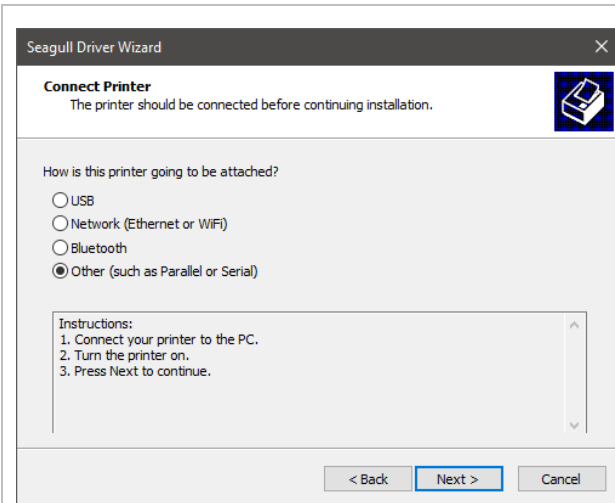 Seagull Driver Wizard
Connect Printer
The printer should be connected before continuing installation.
How is this printer going to be attached?
USB
Network (Ethernet or WiFi)
Bluetooth
Other (such as Parallel or Serial)
Instructions:
1. Connect your printer to the PC.
2. Turn the printer on.
3. Press Next to continue.
< Back Next > Cancel